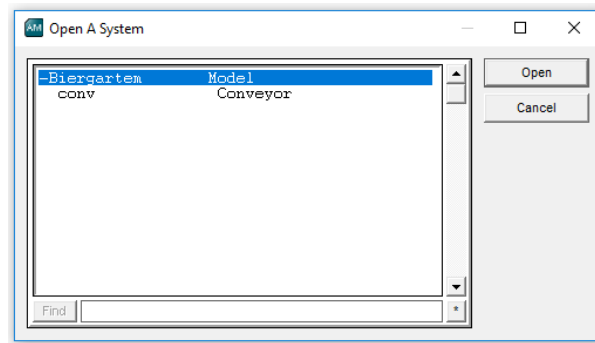 AM Open A System
-Biergartem Model
conv Conveyor
Open
Cancel
Find *